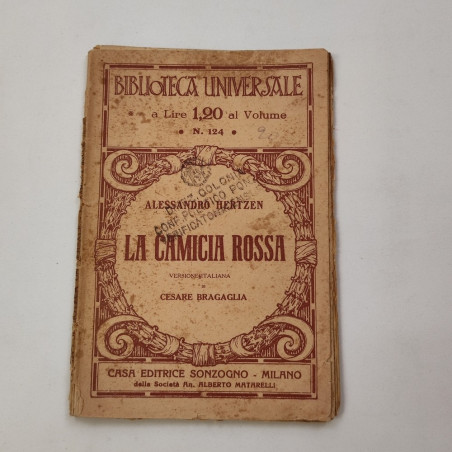 BIBLIOTECA UNIVERSALE
a Lire 1,20 al Volume
• N. 124 •
ALESSANDRO HERTZEN
LA CAMICIA ROSSA
VERSIONE ITALIANA
CESARE BRAGAGLIA
CASA EDITRICE SONZOGNO - MILANO
della Società An. ALBERTO MATARELLI